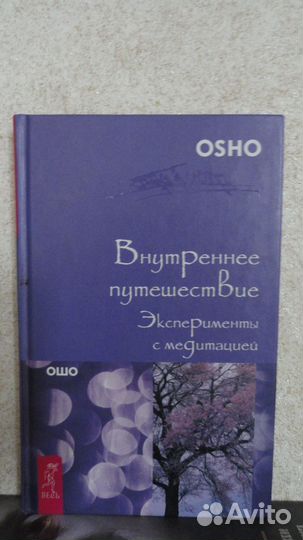 OSHO
Внутреннее
путешествие
Эксперименты
с медитацией
ОШО
ВЕСЬ
Avito